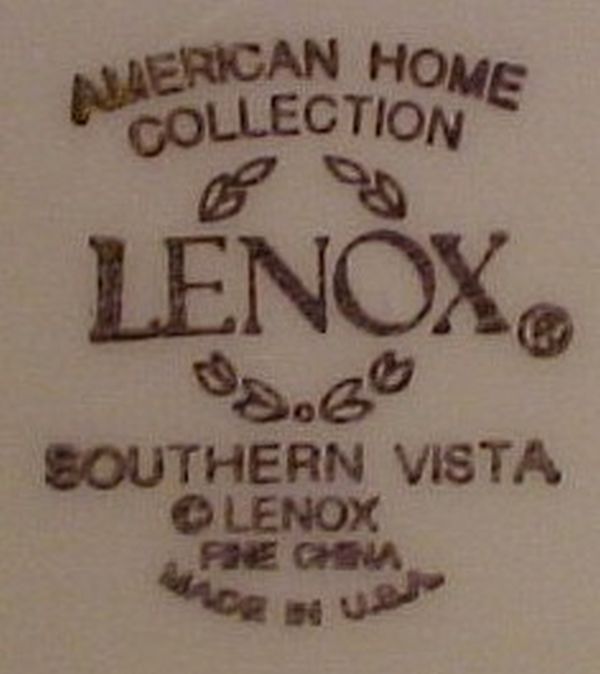 AMERICAN HOME
COLLECTION
LENOX®
SOUTHERN VISTA
©LENOX
FINE CHINA
MADE IN U.S.A.